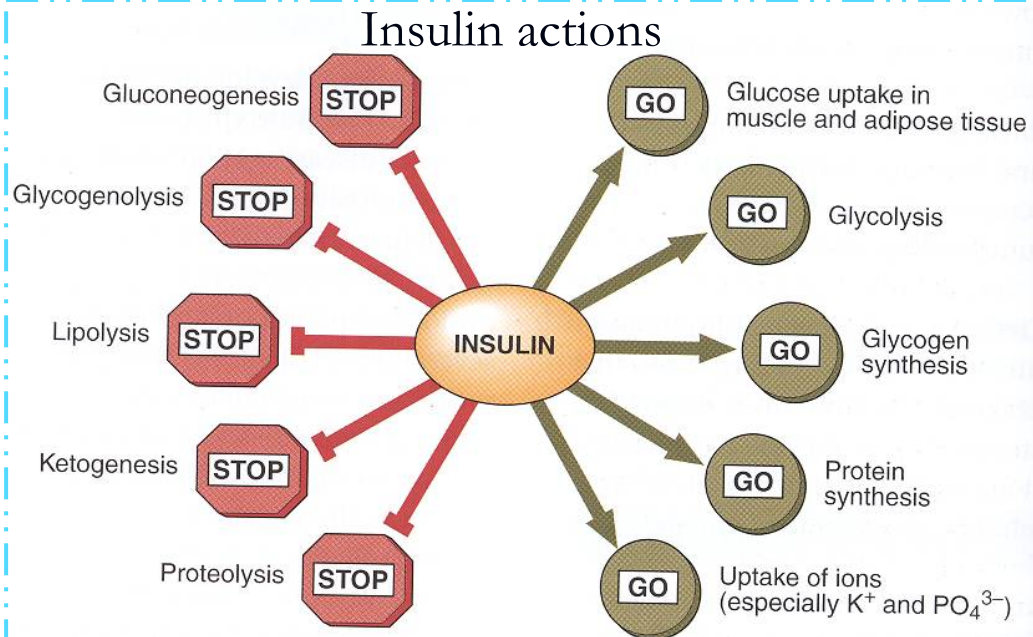 Insulin actions
Gluconeogenesis
STOP
GO
Glucose uptake in
muscle and adipose tissue
Glycogenolysis
STOP
GO
Glycolysis
Lipolysis
STOP
INSULIN
GO
Glycogen
synthesis
Ketogenesis
STOP
GO
Protein
synthesis
Proteolysis
STOP
GO
Uptake of ions
(especially K⁺ and PO₄³⁻)